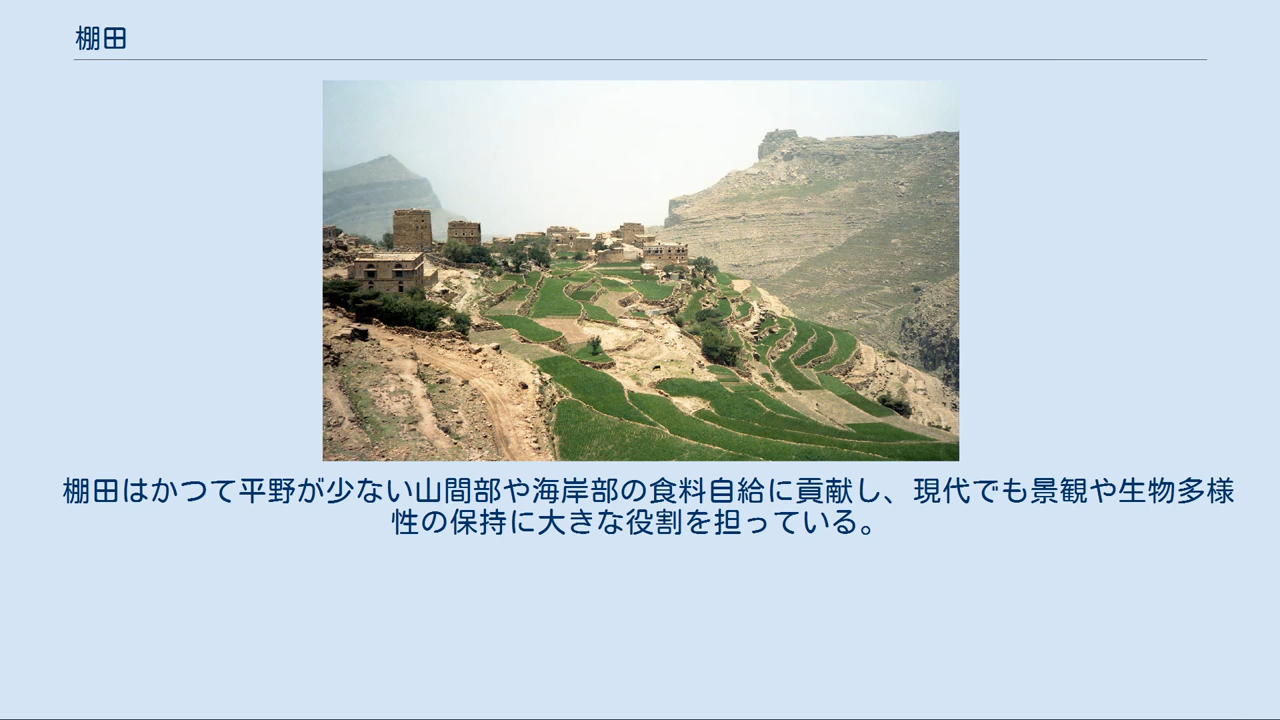 棚田
棚田はかつて平野が少ない山間部や海岸部の食料自給に貢献し、現代でも景観や生物多様
性の保持に大きな役割を担っている。